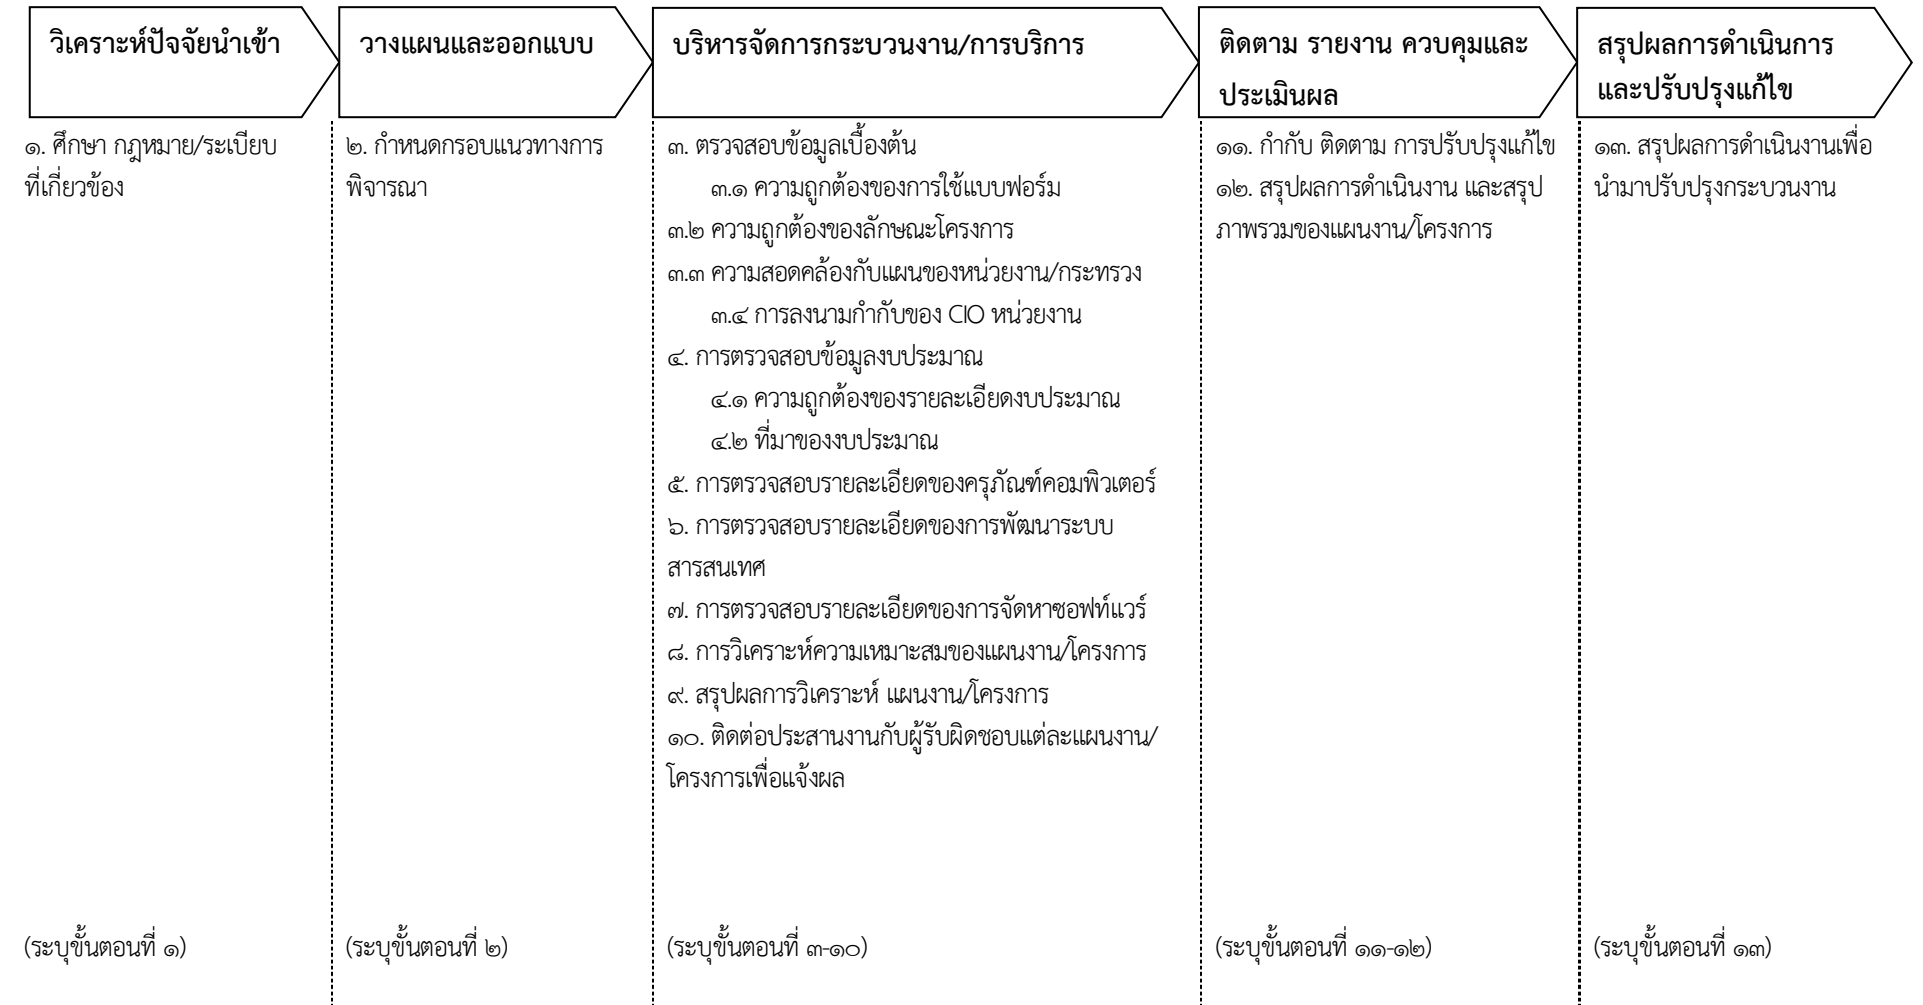 วิเคราะห์ปัจจัยนำเข้า
วางแผนและออกแบบ
บริหารจัดการกระบวนงาน/การบริการ
ติดตาม รายงาน ควบคุมและ
ประเมินผล
สรุปผลการดำเนินการ
และปรับปรุงแก้ไข
๑. ศึกษา กฎหมาย/ระเบียบ
ที่เกี่ยวข้อง
(ระบุขั้นตอนที่ ๑)
๒. กำหนดกรอบแนวทางการ
พิจารณา
(ระบุขั้นตอนที่ ๒)
๓. ตรวจสอบข้อมูลเบื้องต้น
๓.๑ ความถูกต้องของการใช้แบบฟอร์ม
๓.๒ ความถูกต้องของลักษณะโครงการ
๓.๓ ความสอดคล้องกับแผนของหน่วยงาน/กระทรวง
๓.๔ การลงนามกำกับของ CIO หน่วยงาน
๔. การตรวจสอบข้อมูลงบประมาณ
๔.๑ ความถูกต้องของรายละเอียดงบประมาณ
๔.๒ ที่มาของงบประมาณ
๕. การตรวจสอบรายละเอียดของครุภัณฑ์คอมพิวเตอร์
๖. การตรวจสอบรายละเอียดของการพัฒนาระบบ
สารสนเทศ
๗. การตรวจสอบรายละเอียดของการจัดหาซอฟท์แวร์
๘. การวิเคราะห์ความเหมาะสมของแผนงาน/โครงการ
๙. สรุปผลการวิเคราะห์ แผนงาน/โครงการ
๑๐. ติดต่อประสานงานกับผู้รับผิดชอบแต่ละแผนงาน/
โครงการเพื่อแจ้งผล
(ระบุขั้นตอนที่ ๓-๑๐)
๑๑. กำกับ ติดตาม การปรับปรุงแก้ไข
๑๒. สรุปผลการดำเนินงาน และสรุป
ภาพรวมของแผนงาน/โครงการ
(ระบุขั้นตอนที่ ๑๑-๑๒)
๑๓. สรุปผลการดำเนินงานเพื่อ
นำมาปรับปรุงกระบวนงาน
(ระบุขั้นตอนที่ ๑๓)